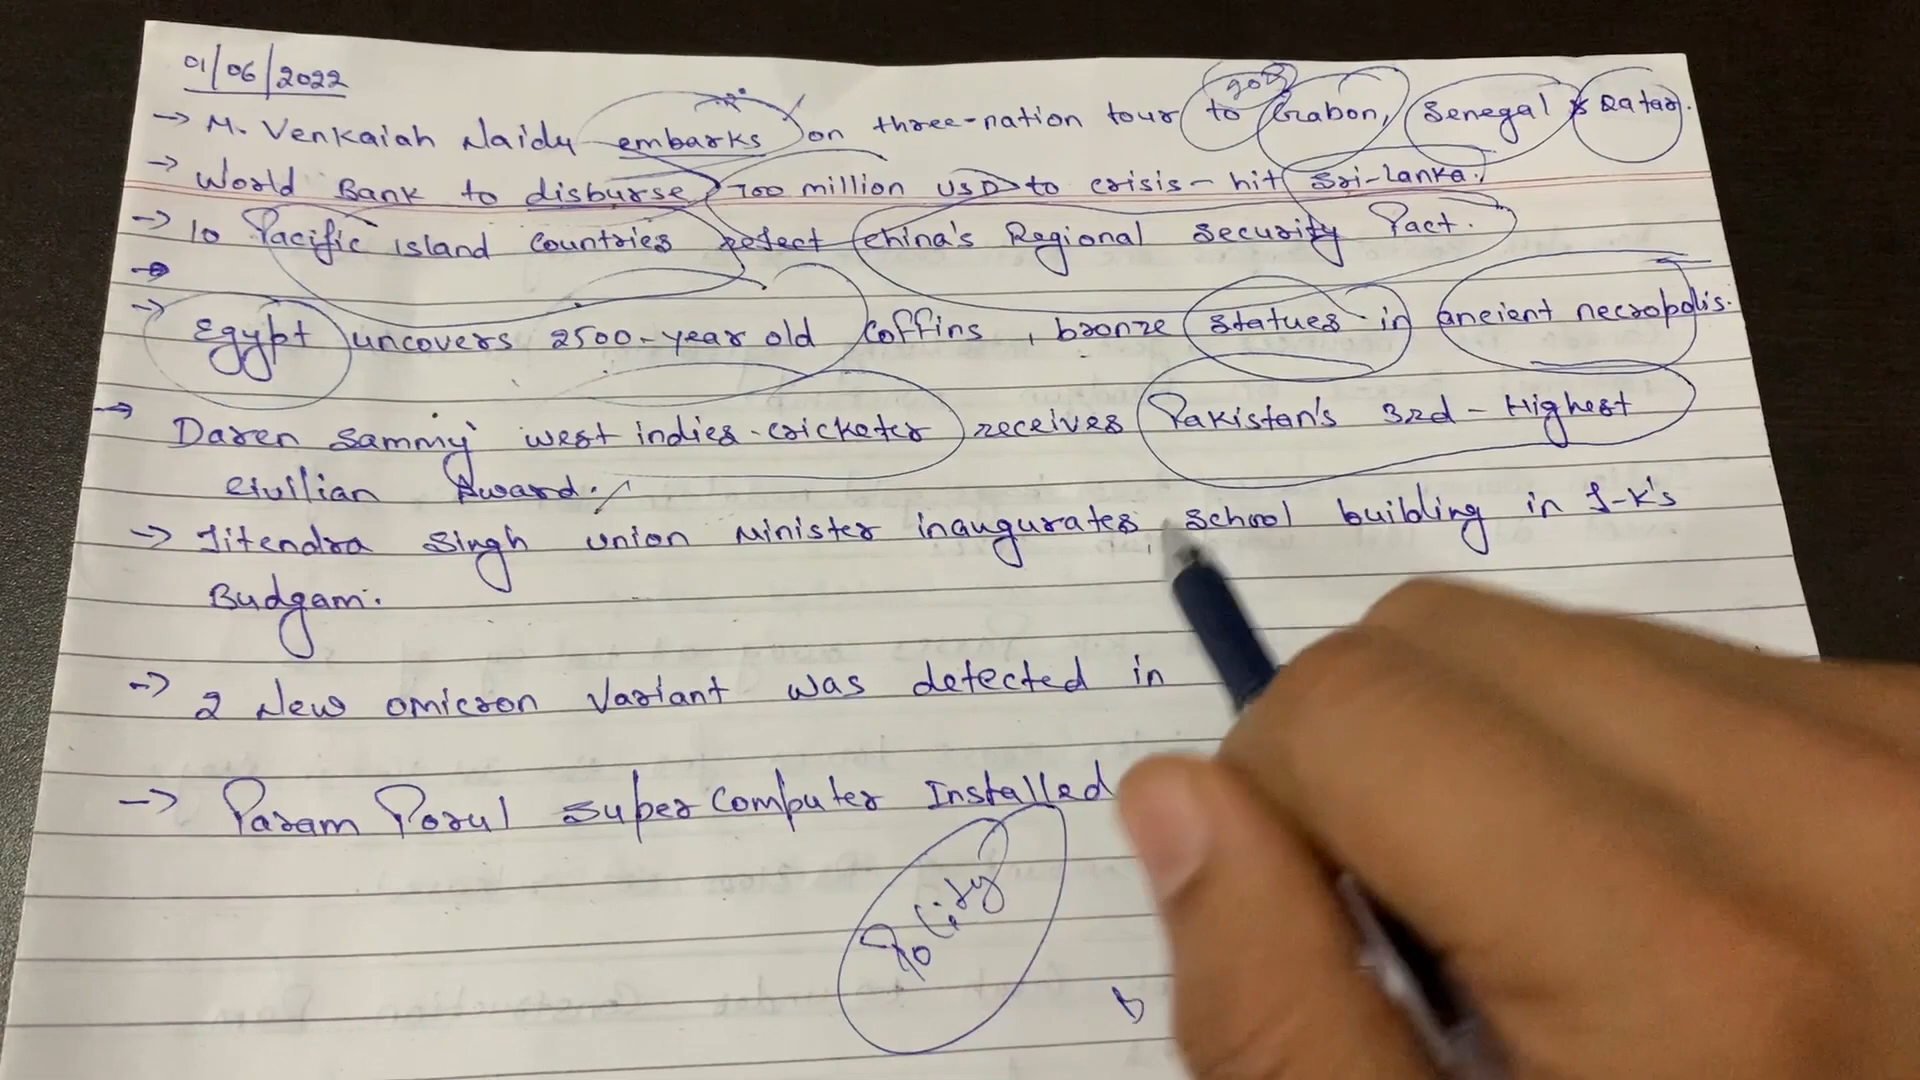 01/06/2022
→ M. Venkaiah Naidu embarks on three-nation tour to Gabon, Senegal & Qatar.
→ World Bank to disburse 700 million USD to crisis-hit Sri-lanka.
→ 10 Pacific island countries reject China's Regional security Pact.
→
→ Egypt uncovers 2500-year old coffins, bronze statues in ancient necropolis.
→ Daren Sammy west indies-cricketer receives Pakistan's 3rd-Highest
civilian Award.
→ Jitendra Singh union Minister inaugurates school building in J-K's
Budgam.
→ 2 New omicron Variant was detected in
→ Param Porul super computer Installed
Polity